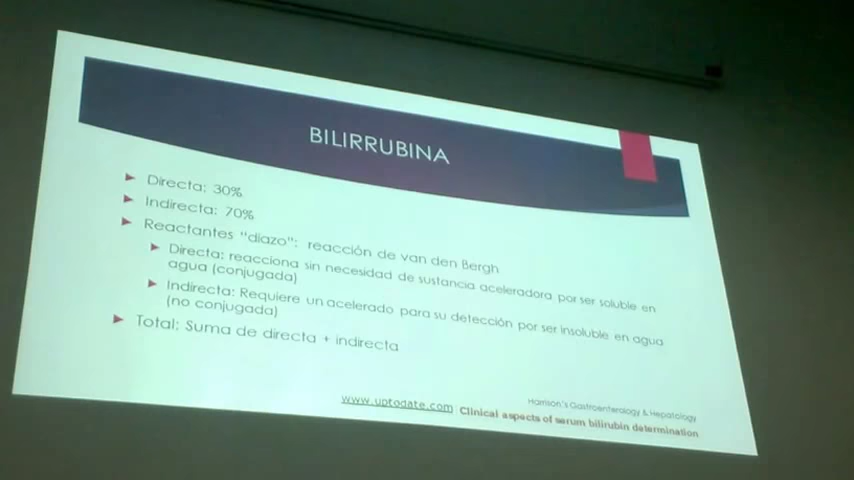 BILIRRUBINA
Directa: 30%
Indirecta: 70%
Reactantes "diazo": reacción de van den Bergh
Directa: reacciona sin necesidad de sustancia aceleradora por ser soluble en
agua (conjugada)
Indirecta: Requiere un acelerado para su detección por ser insoluble en agua
(no conjugada)
Total: Suma de directa + indirecta
Harrison's Gastroenterology & Hepatology
www.uptodate.com Clinical aspects of serum bilirubin determination